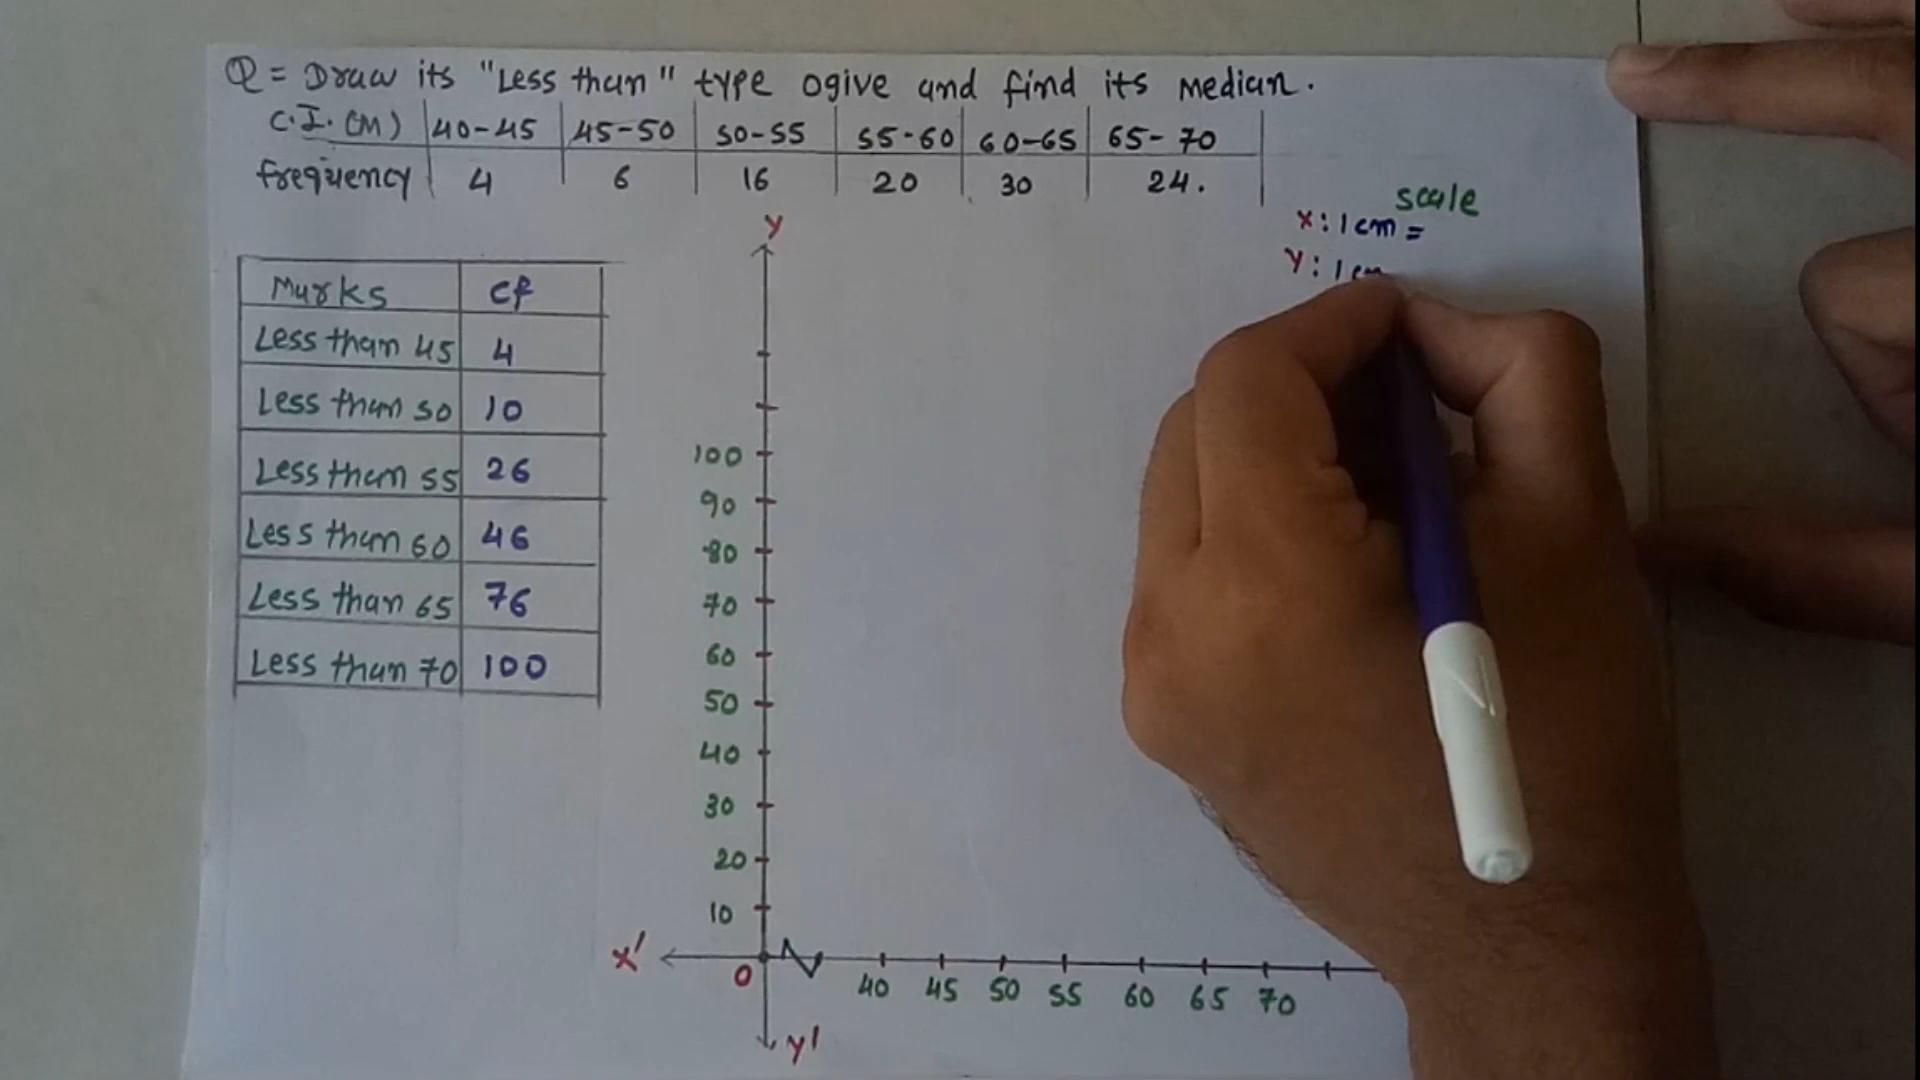 Q = Draw its "Less than" type ogive and find its median.
C.I. (M) 40-45 45-50 50-55 55-60 60-65 65-70
frequency 4 6 16 20 30 24.
scale
X: 1 cm =
Y: 1 cm
Marks cf
Less than 45 4
Less than 50 10
Less than 55 26
Less than 60 46
Less than 65 76
Less than 70 100
Y
100
90
80
70
60
50
40
30
20
10
X' O 40 45 50 55 60 65 70
Y'